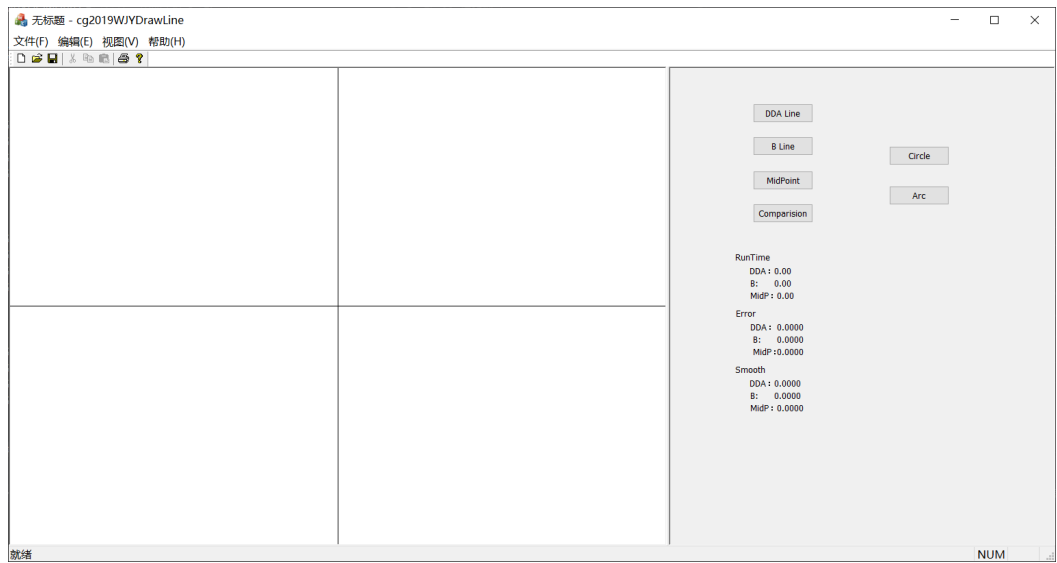 无标题 - cg2019WJYDrawLine
文件(F) 编辑(E) 视图(V) 帮助(H)
DDA Line
B Line
MidPoint
Comparision
Circle
Arc
RunTime
DDA: 0.00
B: 0.00
MidP: 0.00
Error
DDA: 0.0000
B: 0.0000
MidP:0.0000
Smooth
DDA: 0.0000
B: 0.0000
MidP: 0.0000
就绪
NUM